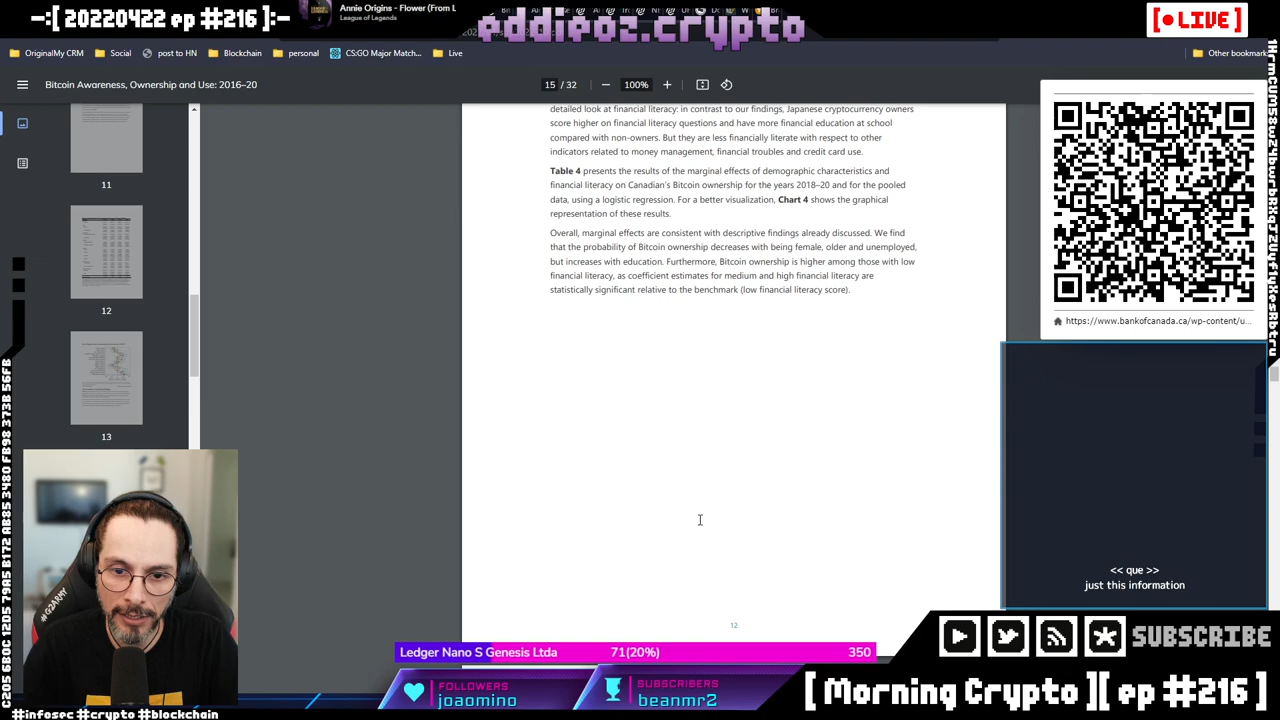 -:[ 20220422 ep #216 ]:-
Annie Origins - Flower (From L
League of Legends
eddieoz.crypto
[● LIVE ]
OriginaMy CRM
Social
post to HN
Blockchain
personal
CS:GO Major Match...
Live
Other bookmark
Bitcoin Awareness, Ownership and Use: 2016–20
15 / 32
100%
11
12
13
detailed look at financial literacy: in contrast to our findings, Japanese cryptocurrency owners
score higher on financial literacy questions and have more financial education at school
compared with non-owners. But they are less financially literate with respect to other
indicators related to money management, financial troubles and credit card use.
Table 4 presents the results of the marginal effects of demographic characteristics and
financial literacy on Canadian's Bitcoin ownership for the years 2018–20 and for the pooled
data, using a logistic regression. For a better visualization, Chart 4 shows the graphical
representation of these results.
Overall, marginal effects are consistent with descriptive findings already discussed. We find
that the probability of Bitcoin ownership decreases with being female, older and unemployed,
but increases with education. Furthermore, Bitcoin ownership is higher among those with low
financial literacy, as coefficient estimates for medium and high financial literacy are
statistically significant relative to the benchmark (low financial literacy score).
12
https://www.bankofcanada.ca/wp-content/u...
<< que >>
just this information
#G2ARMY
Ledger Nano S Genesis Ltda
71(20%)
350
FOLLOWERS
joaomino
SUBSCRIBERS
beanmr2
SUBSCRIBE
[ Morning Crypto ][ ep #216 ]
#infosec #crypto #blockchain